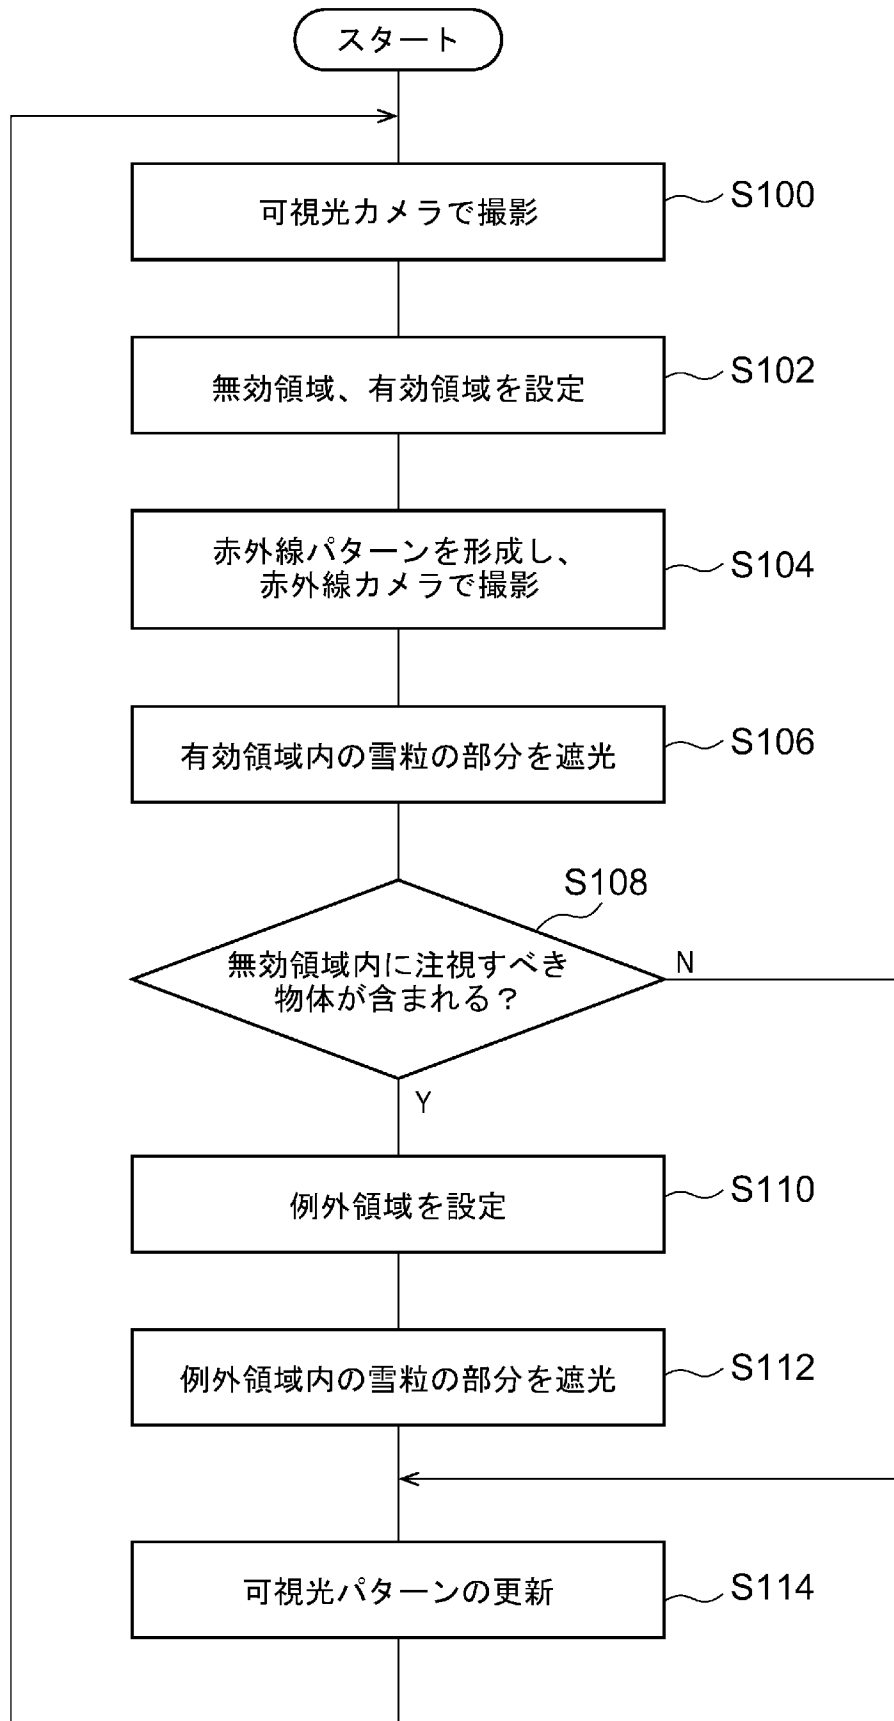 スタート
可視光カメラで撮影
S100
無効領域、有効領域を設定
S102
赤外線パターンを形成し、
赤外線カメラで撮影
S104
有効領域内の雪粒の部分を遮光
S106
S108
無効領域内に注視すべき
物体が含まれる？
N
Y
例外領域を設定
S110
例外領域内の雪粒の部分を遮光
S112
可視光パターンの更新
S114